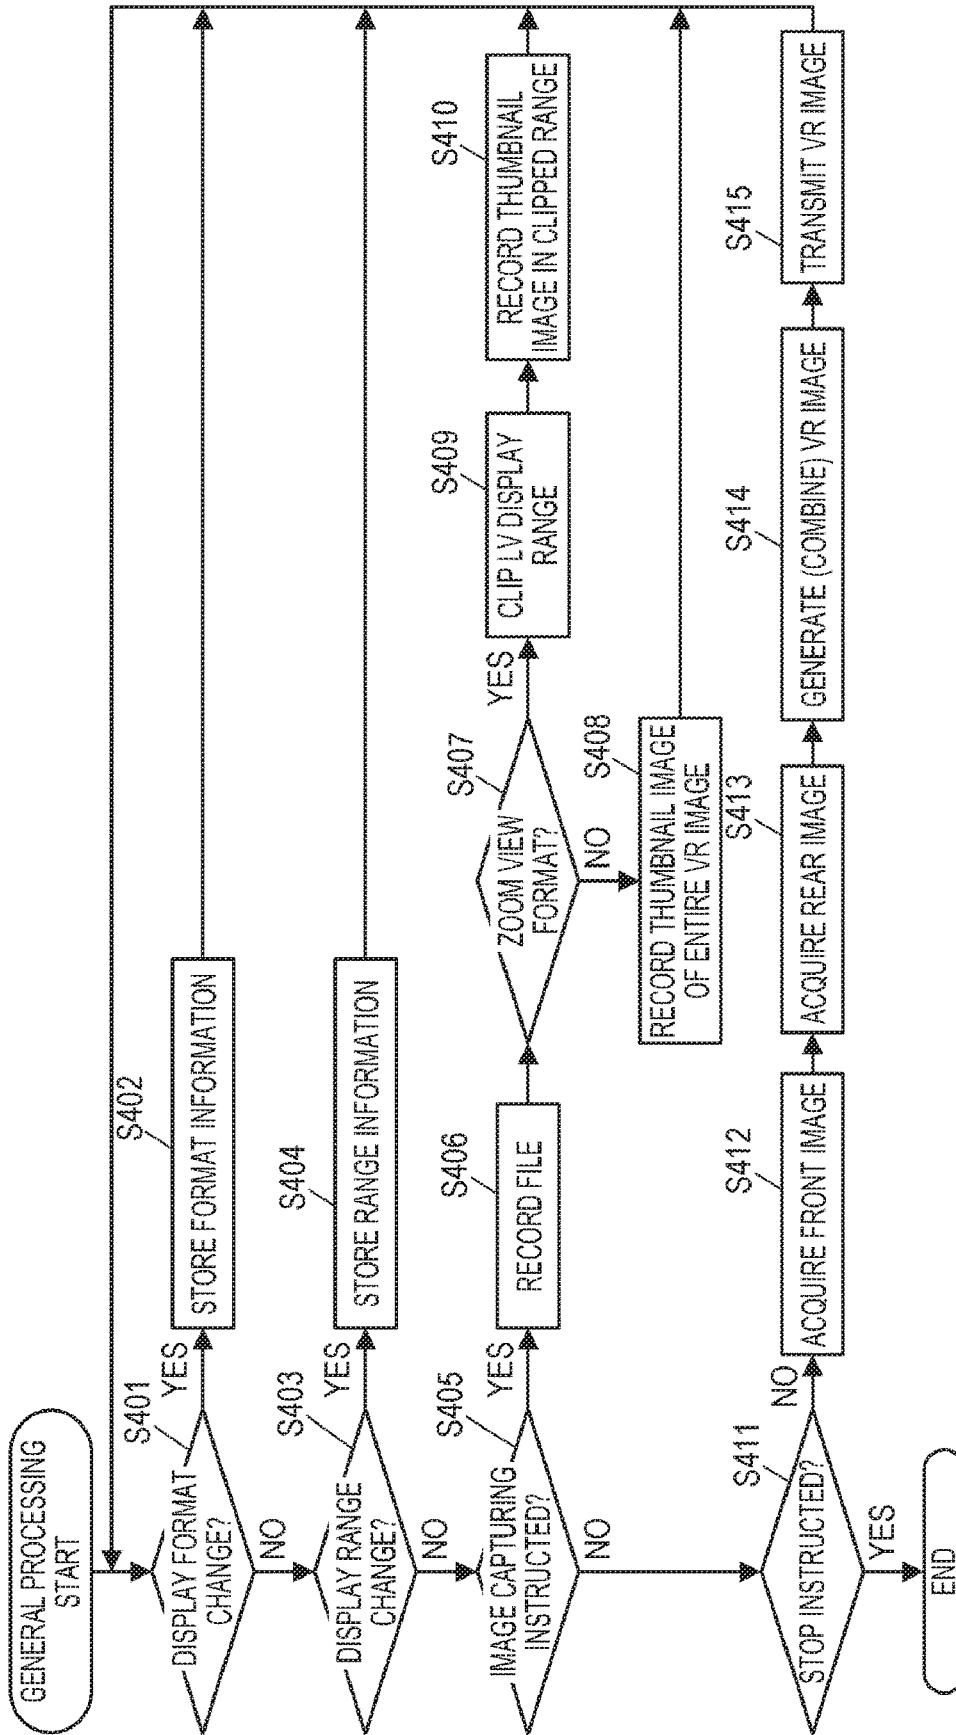 GENERAL PROCESSING
START
S401
DISPLAY FORMAT
CHANGE?
YES
NO
S402
STORE FORMAT INFORMATION
S403
DISPLAY RANGE
CHANGE?
YES
NO
S404
STORE RANGE INFORMATION
S405
IMAGE CAPTURING
INSTRUCTED?
YES
NO
S406
RECORD FILE
S407
ZOOM VIEW
FORMAT?
YES
NO
S408
RECORD THUMBNAIL IMAGE
OF ENTIRE VR IMAGE
S409
CLIP LV DISPLAY
RANGE
S410
RECORD THUMBNAIL
IMAGE IN CLIPPED RANGE
S411
STOP INSTRUCTED?
NO
YES
S412
ACQUIRE FRONT IMAGE
S413
ACQUIRE REAR IMAGE
S414
GENERATE (COMBINE) VR IMAGE
S415
TRANSMIT VR IMAGE
END